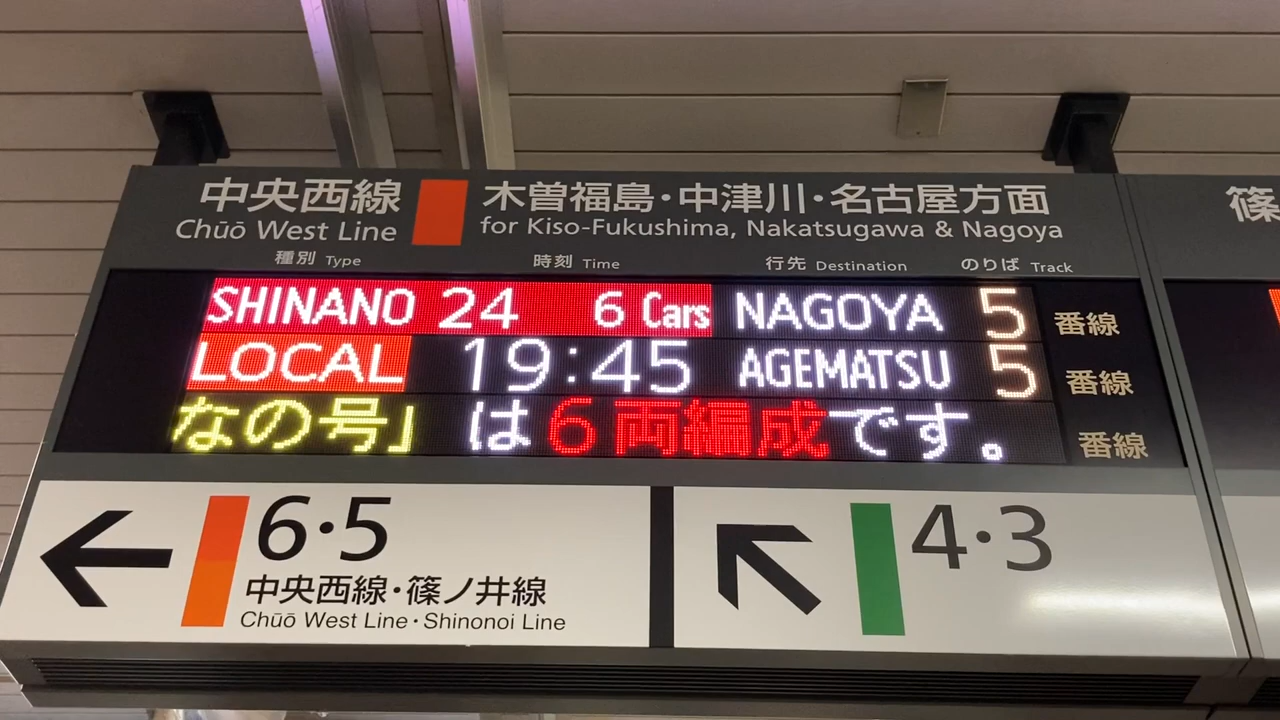 中央西線 木曽福島・中津川・名古屋方面
Chūō West Line for Kiso-Fukushima, Nakatsugawa & Nagoya
種別 Type 時刻 Time 行先 Destination のりば Track
SHINANO 24 6 Cars NAGOYA 5 番線
LOCAL 19:45 AGEMATSU 5 番線
なの号」 は6両編成です。 番線
6・5
中央西線・篠ノ井線
Chūō West Line・Shinonoi Line
4・3
篠